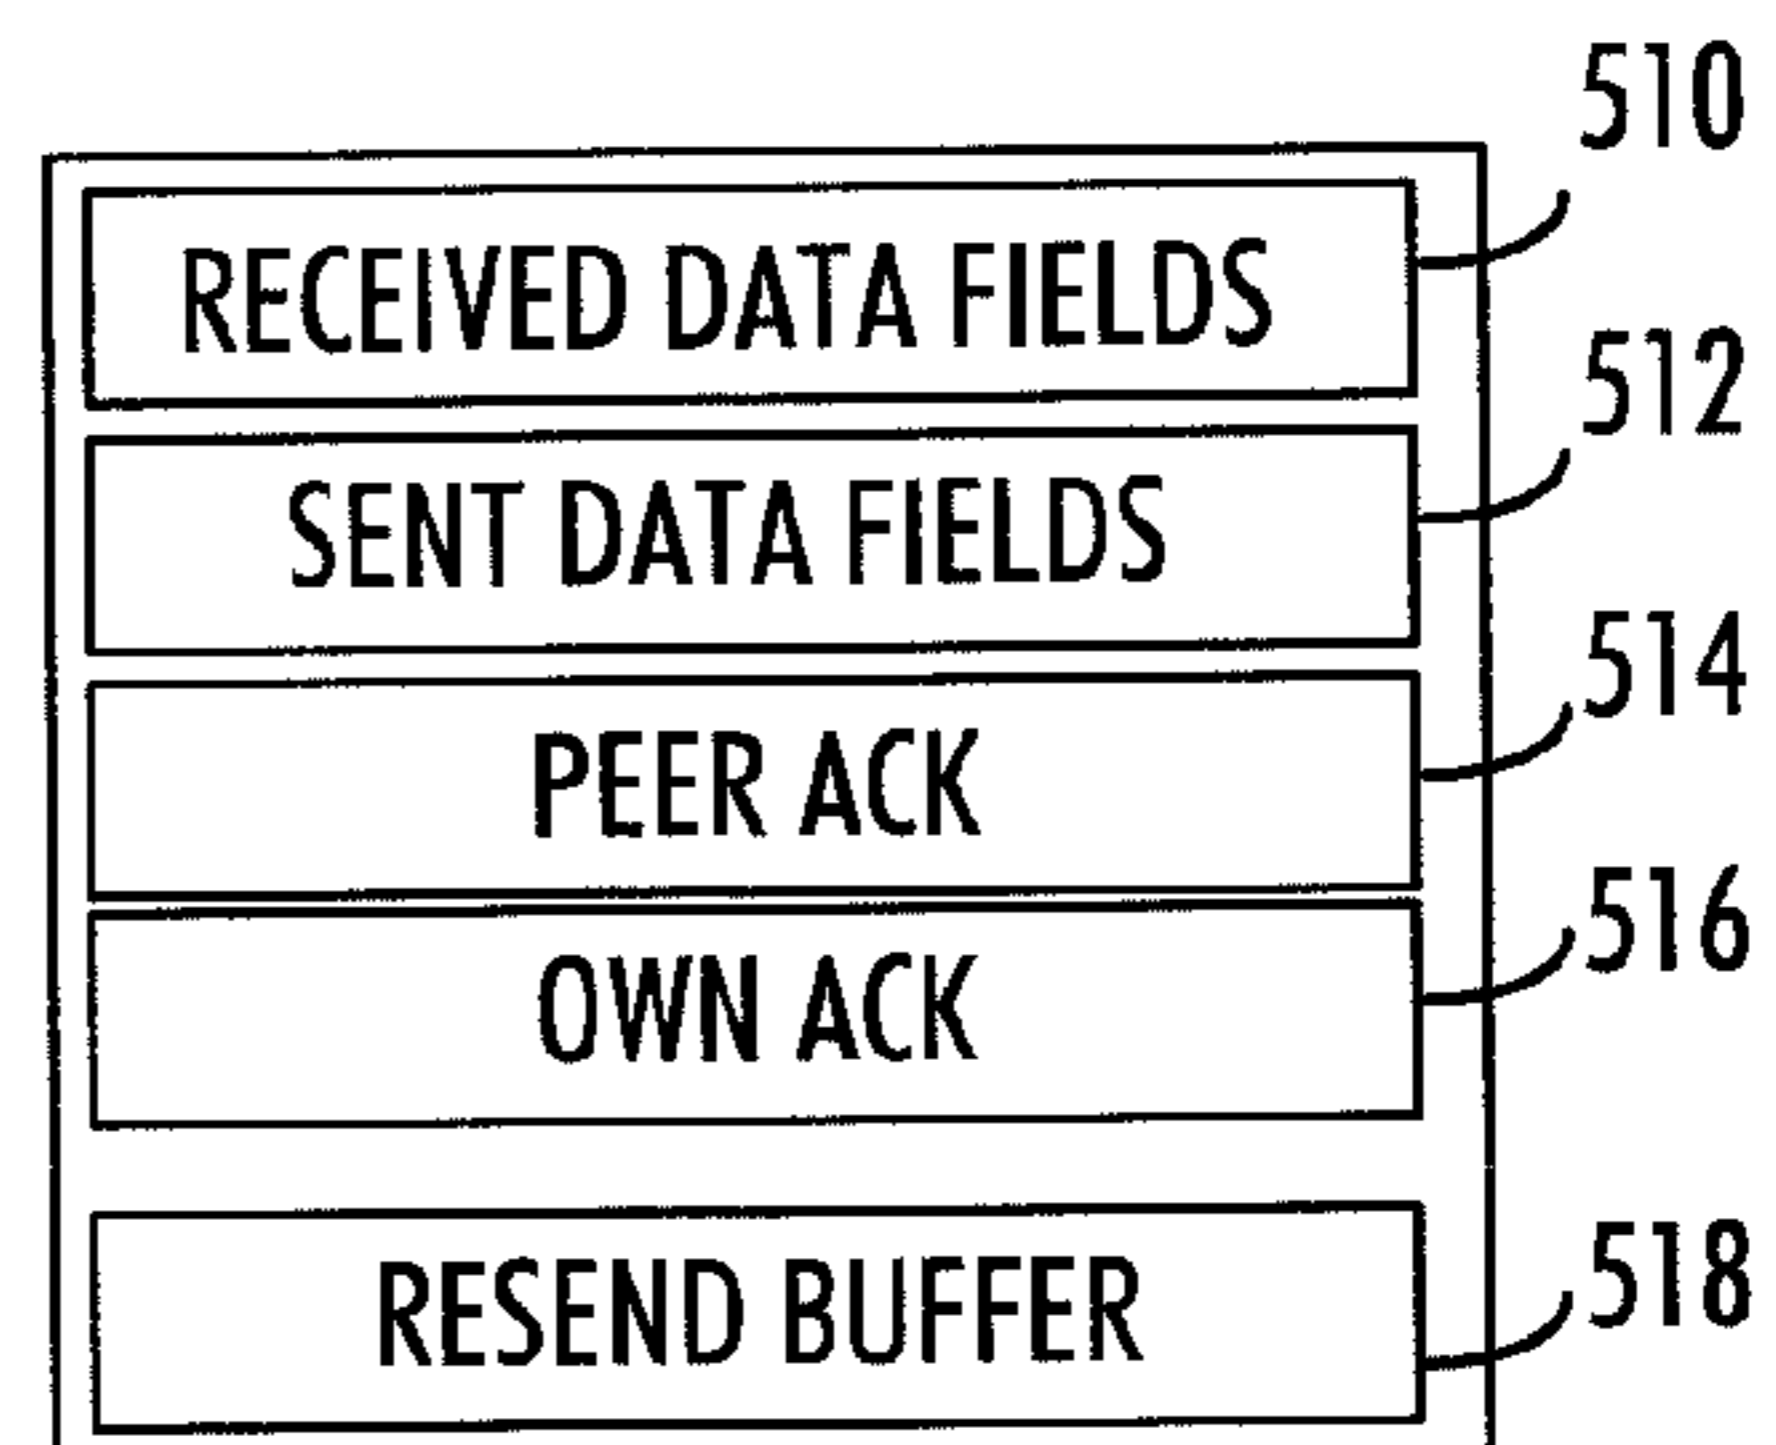 510
RECEIVED DATA FIELDS
512
SENT DATA FIELDS
514
PEER ACK
516
OWN ACK
518
RESEND BUFFER